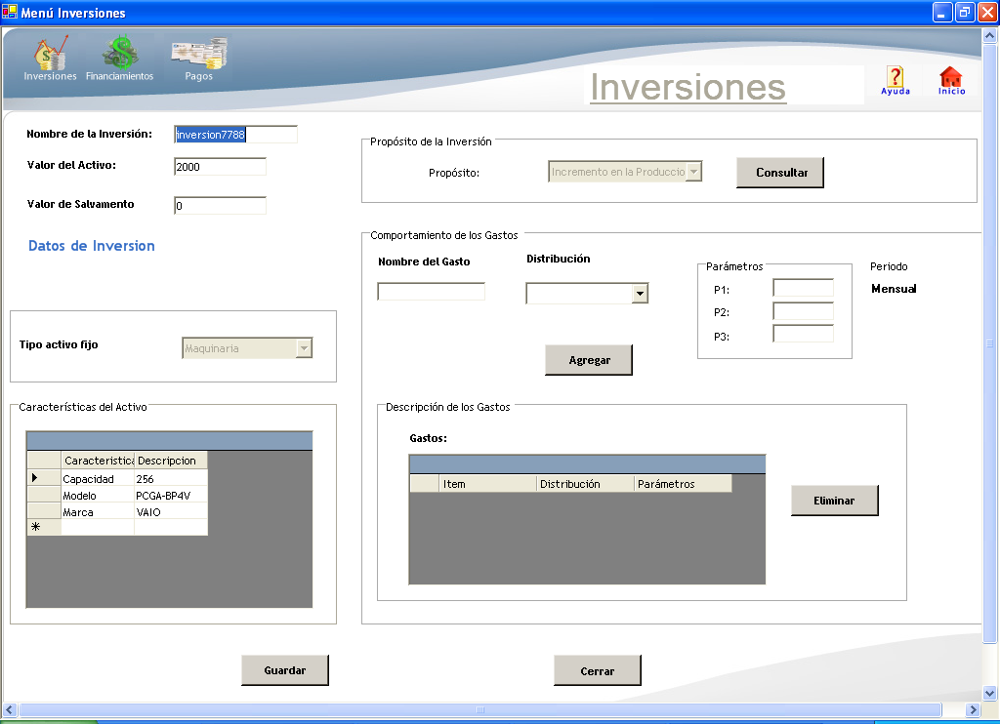 Menú Inversiones
Inversiones
Financiamientos
Pagos
Inversiones
Ayuda
Inicio
Nombre de la Inversión:
inversion7788
Valor del Activo:
2000
Valor de Salvamento
0
Datos de Inversion
Propósito de la Inversión
Propósito:
Incremento en la Produccio
Consultar
Comportamiento de los Gastos
Nombre del Gasto
Distribución
Parámetros
P1:
P2:
P3:
Periodo
Mensual
Agregar
Tipo activo fijo
Maquinaria
Características del Activo
Caracteristica Descripcion
Capacidad 256
Modelo PCGA-BP4V
Marca VAIO
Descripción de los Gastos
Gastos:
Item Distribución Parámetros
Eliminar
Guardar
Cerrar